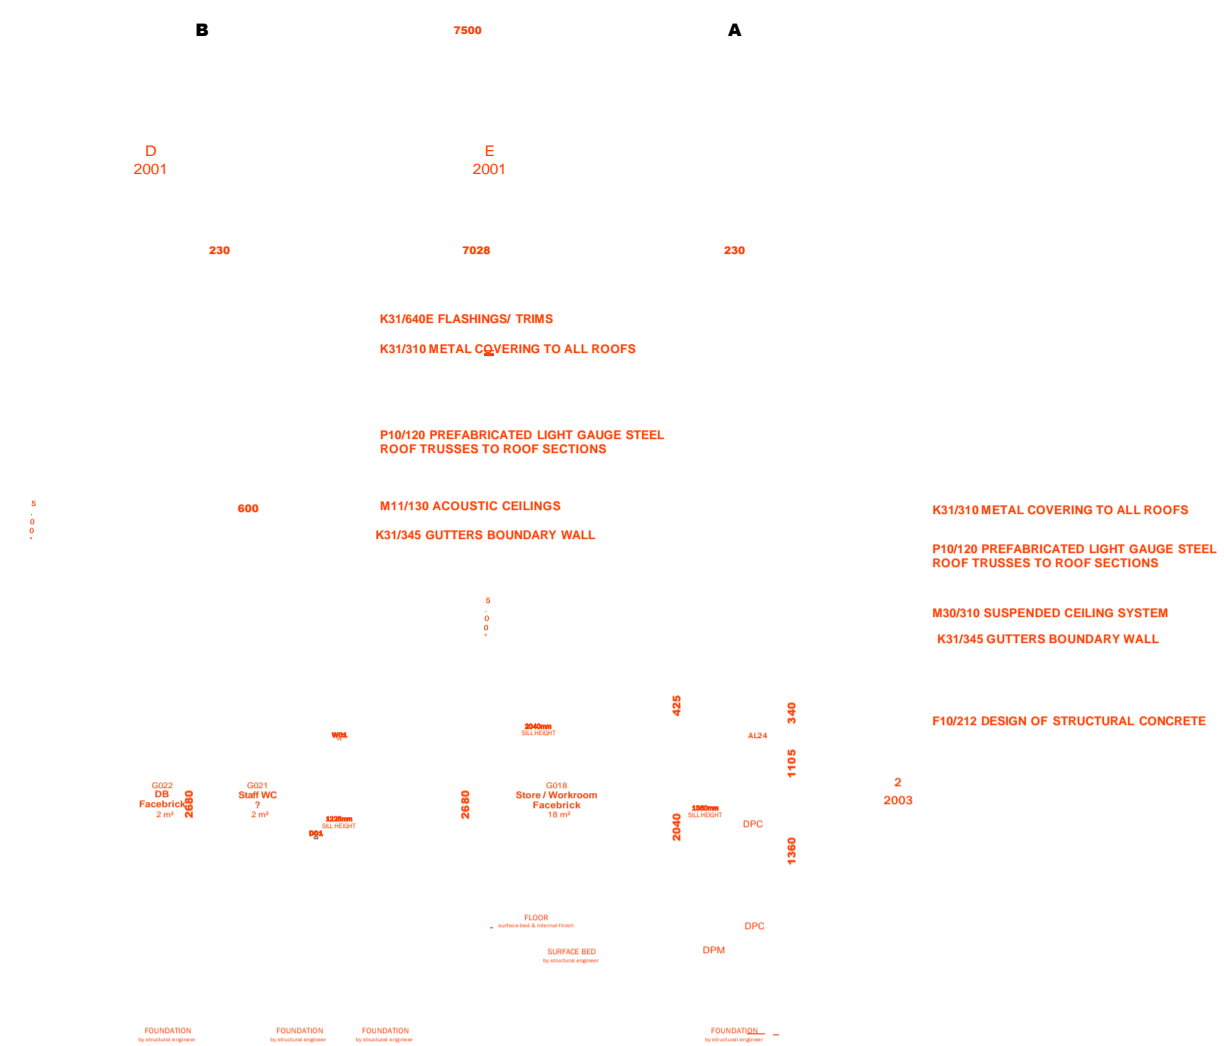 B
7500
A
D
2001
E
2001
230
7028
230
K31/640E FLASHINGS/ TRIMS
K31/310 METAL COVERING TO ALL ROOFS
P10/120 PREFABRICATED LIGHT GAUGE STEEL
ROOF TRUSSES TO ROOF SECTIONS
5.00°
600
M11/130 ACOUSTIC CEILINGS
K31/345 GUTTERS BOUNDARY WALL
K31/310 METAL COVERING TO ALL ROOFS
P10/120 PREFABRICATED LIGHT GAUGE STEEL
ROOF TRUSSES TO ROOF SECTIONS
5.00°
M30/310 SUSPENDED CEILING SYSTEM
K31/345 GUTTERS BOUNDARY WALL
425
340
F10/212 DESIGN OF STRUCTURAL CONCRETE
W01
2040mm
SILL HEIGHT
AL24
1105
G022
DB
Facebrick
2 m²
2680
G021
Staff WC
?
2 m²
2680
G018
Store / Workroom
Facebrick
18 m²
2
2003
1225mm
SILL HEIGHT
D01
2040
1360mm
SILL HEIGHT
DPC
1360
FLOOR
surface bed & internal finish
DPC
SURFACE BED
by structural engineer
DPM
FOUNDATION
by structural engineer
FOUNDATION
by structural engineer
FOUNDATION
by structural engineer
FOUNDATION
by structural engineer